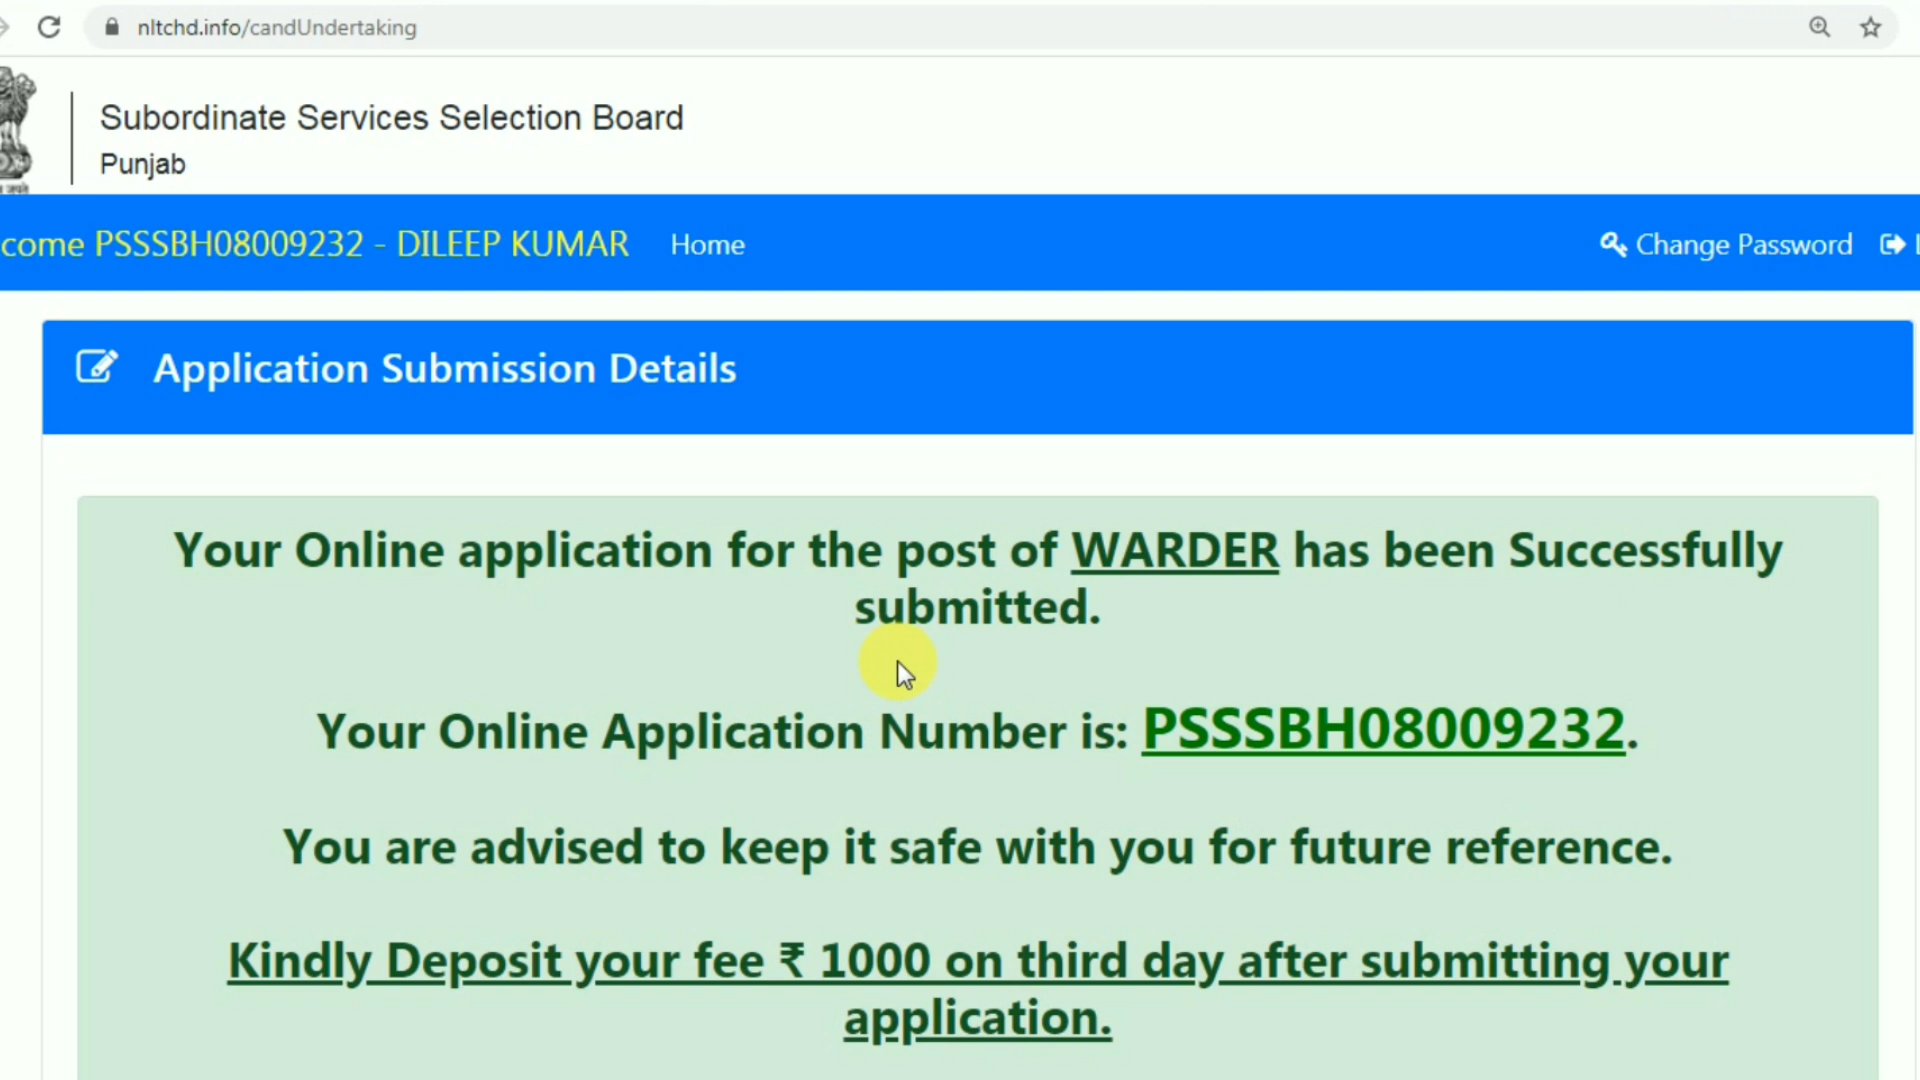 nltchd.info/candUndertaking
Subordinate Services Selection Board
Punjab
come PSSSBH08009232 - DILEEP KUMAR Home Change Password
Application Submission Details
Your Online application for the post of WARDER has been Successfully
submitted.
Your Online Application Number is: PSSSBH08009232.
You are advised to keep it safe with you for future reference.
Kindly Deposit your fee ₹ 1000 on third day after submitting your
application.